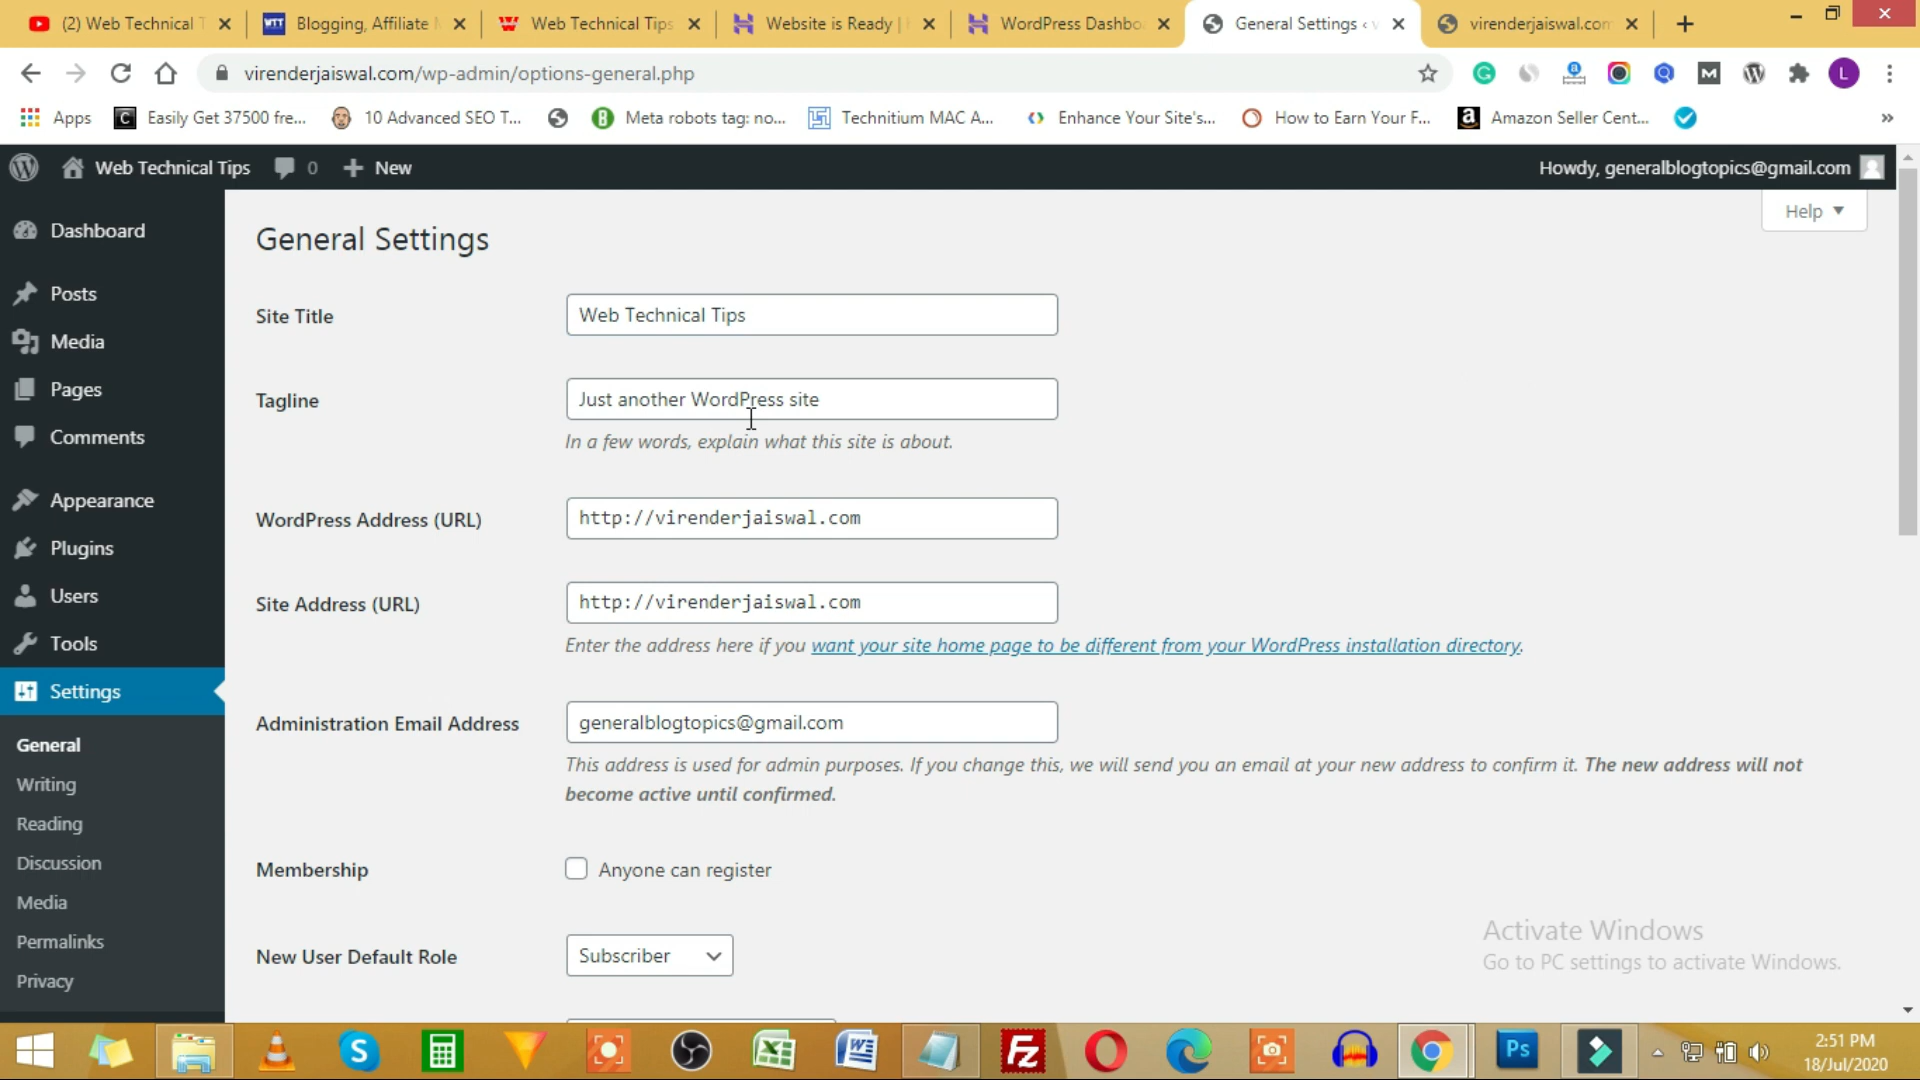 (2) Web Technical T
Blogging, Affiliate M
Web Technical Tips
Website is Ready |
WordPress Dashbo
General Settings ‹
virenderjaiswal.com
virenderjaiswal.com/wp-admin/options-general.php
Apps
Easily Get 37500 fre...
10 Advanced SEO T...
Meta robots tag: no...
Technitium MAC A...
Enhance Your Site's...
How to Earn Your F...
Amazon Seller Cent...
»
Web Technical Tips
0
New
Howdy, generalblogtopics@gmail.com
Help
Dashboard
Posts
Media
Pages
Comments
Appearance
Plugins
Users
Tools
Settings
General
Writing
Reading
Discussion
Media
Permalinks
Privacy
General Settings
Site Title
Web Technical Tips
Tagline
Just another WordPress site
In a few words, explain what this site is about.
WordPress Address (URL)
http://virenderjaiswal.com
Site Address (URL)
http://virenderjaiswal.com
Enter the address here if you want your site home page to be different from your WordPress installation directory.
Administration Email Address
generalblogtopics@gmail.com
This address is used for admin purposes. If you change this, we will send you an email at your new address to confirm it. The new address will not
become active until confirmed.
Membership
Anyone can register
New User Default Role
Subscriber
Activate Windows
Go to PC settings to activate Windows.
2:51 PM
18/Jul/2020